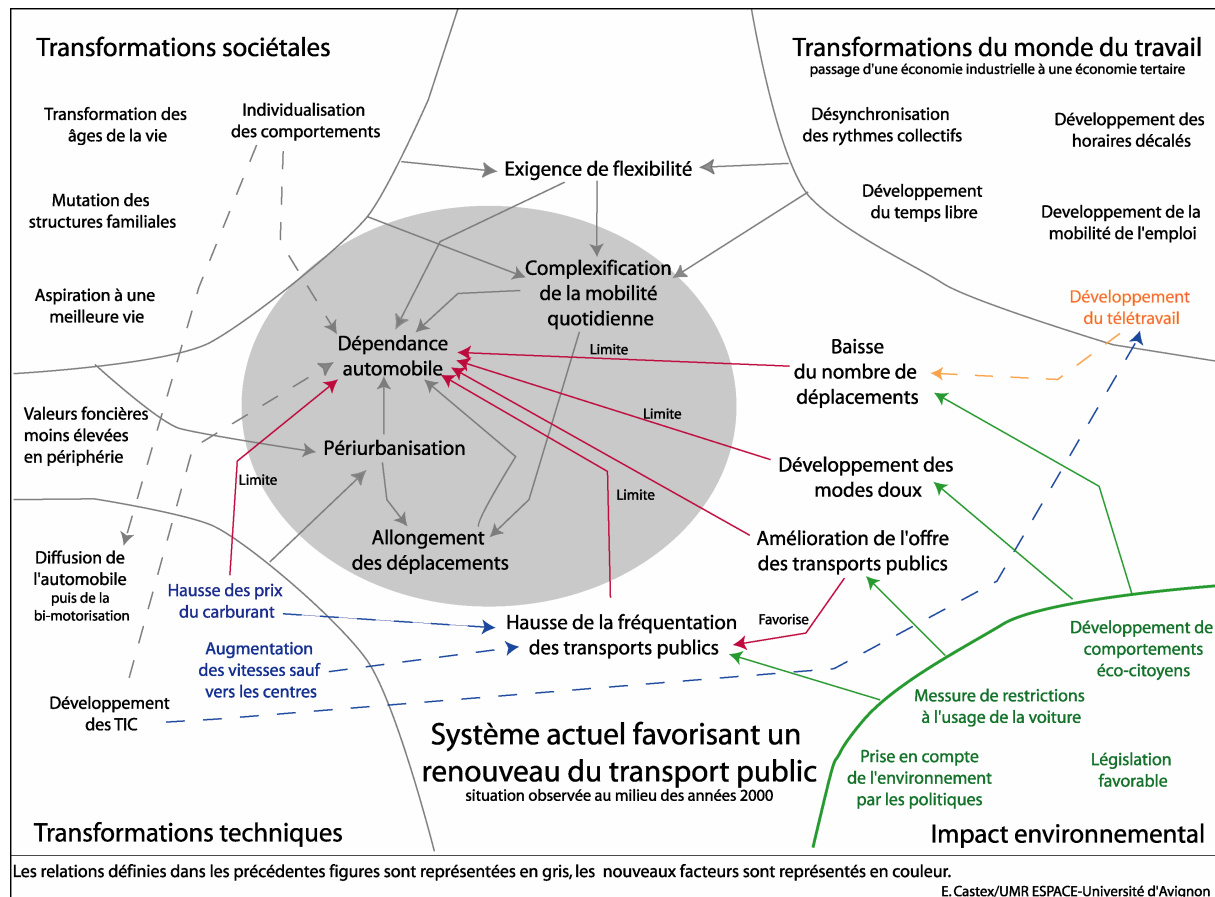 Transformations sociétales
Transformations du monde du travail
passage d'une économie industrielle à une économie tertaire
Transformation des
âges de la vie
Individualisation
des comportements
Mutation des
structures familiales
Aspiration à une
meilleure vie
Exigence de flexibilité
Désynchronisation
des rythmes collectifs
Développement des
horaires décalés
Développement
du temps libre
Developpement de la
mobilité de l'emploi
Développement
du télétravail
Complexification
de la mobilité
quotidienne
Dépendance
automobile
Limite
Baisse
du nombre de
déplacements
Valeurs foncières
moins élevées
en périphérie
Périurbanisation
Limite
Limite
Limite
Développement des
modes doux
Allongement
des déplacements
Amélioration de l'offre
des transports publics
Diffusion de
l'automobile
puis de la
bi-motorisation
Hausse des prix
du carburant
Hausse de la fréquentation
des transports publics
Favorise
Augmentation
des vitesses sauf
vers les centres
Développement
des TIC
Développement de
comportements
éco-citoyens
Messure de restrictions
à l'usage de la voiture
Prise en compte
de l'environnement
par les politiques
Législation
favorable
Système actuel favorisant un
renouveau du transport public
situation observée au milieu des années 2000
Transformations techniques
Impact environnemental
Les relations définies dans les précédentes figures sont représentées en gris, les nouveaux facteurs sont représentés en couleur.
E. Castex/UMR ESPACE-Université d'Avignon